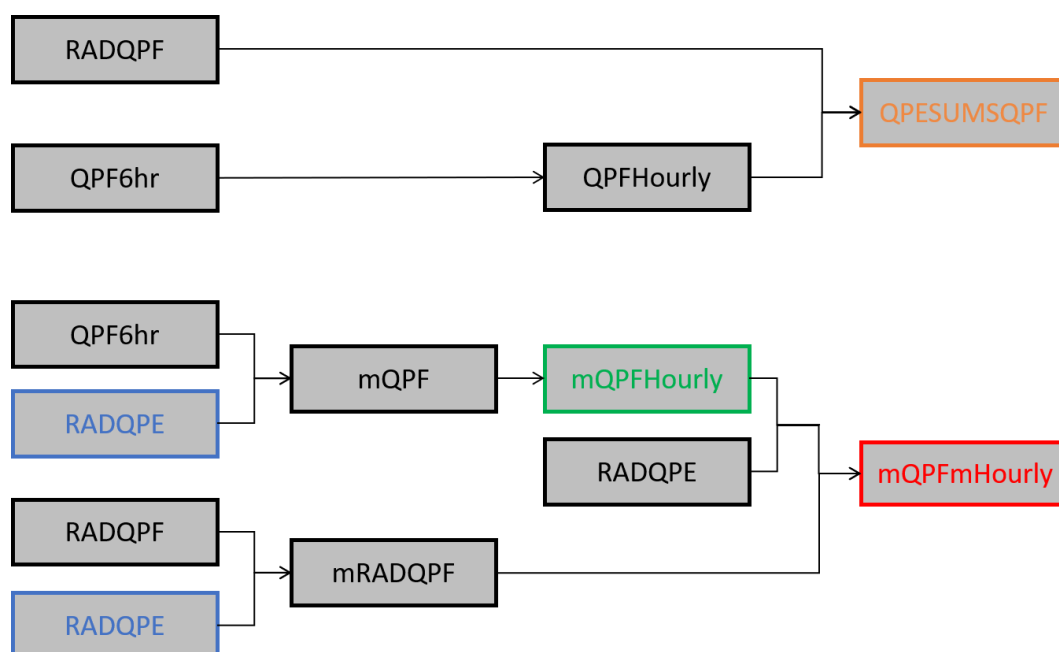 RADQPF
QPESUMSQPF
QPF6hr
QPFHourly
QPF6hr
mQPF
mQPFHourly
RADQPE
RADQPE
mQPFmHourly
RADQPF
mRADQPF
RADQPE